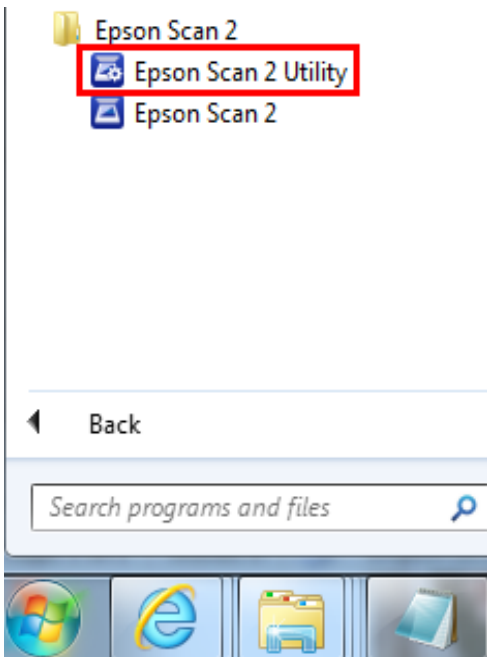 Epson Scan 2
Epson Scan 2 Utility
Epson Scan 2
Back
Search programs and files